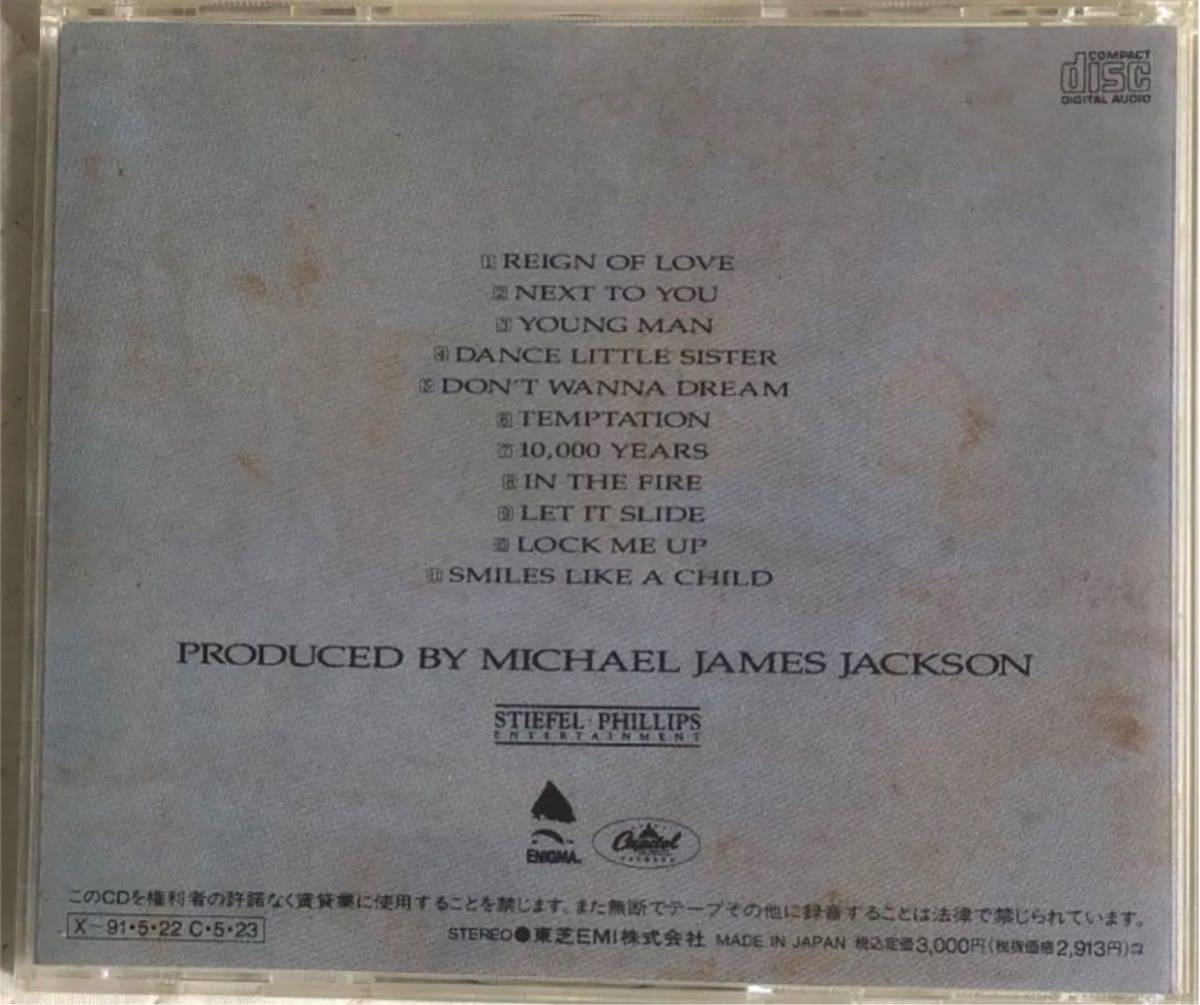 COMPACT
disc
DIGITAL AUDIO
1 REIGN OF LOVE
2 NEXT TO YOU
3 YOUNG MAN
4 DANCE LITTLE SISTER
5 DON'T WANNA DREAM
6 TEMPTATION
7 10,000 YEARS
8 IN THE FIRE
9 LET IT SLIDE
10 LOCK ME UP
11 SMILES LIKE A CHILD
PRODUCED BY MICHAEL JAMES JACKSON
STIEFEL·PHILLIPS
ENTERTAINMENT
ENIGMA
Capitol
RECORDS
このCDを権利者の許諾なく賃貸業に使用することを禁じます。また無断でテープその他に録音することは法律で禁じられています。
X-91・5・22 C・5・23
STEREO●東芝EMI株式会社 MADE IN JAPAN 税込定価3,000円(税抜価格2,913円)